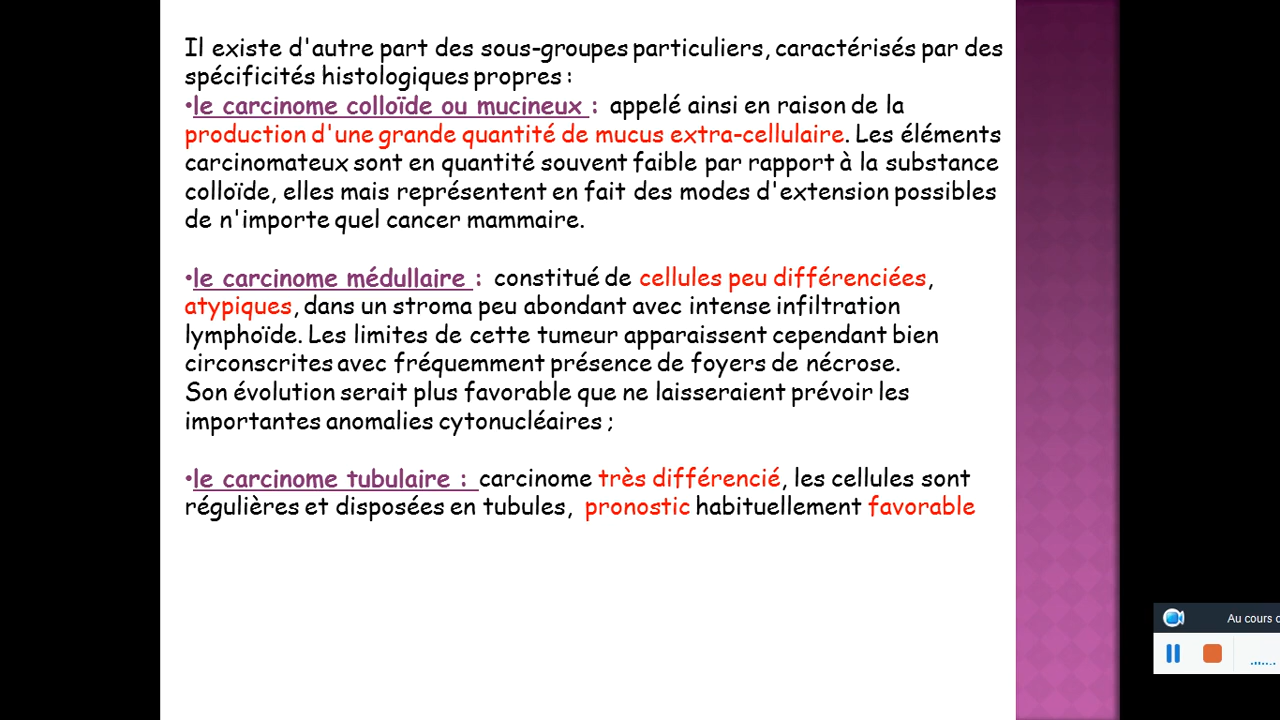 Il existe d'autre part des sous-groupes particuliers, caractérisés par des
spécificités histologiques propres :
•le carcinome colloïde ou mucineux : appelé ainsi en raison de la
production d'une grande quantité de mucus extra-cellulaire. Les éléments
carcinomateux sont en quantité souvent faible par rapport à la substance
colloïde, elles mais représentent en fait des modes d'extension possibles
de n'importe quel cancer mammaire.
•le carcinome médullaire : constitué de cellules peu différenciées,
atypiques, dans un stroma peu abondant avec intense infiltration
lymphoïde. Les limites de cette tumeur apparaissent cependant bien
circonscrites avec fréquemment présence de foyers de nécrose.
Son évolution serait plus favorable que ne laisseraient prévoir les
importantes anomalies cytonucléaires ;
•le carcinome tubulaire : carcinome très différencié, les cellules sont
régulières et disposées en tubules, pronostic habituellement favorable
Au cours